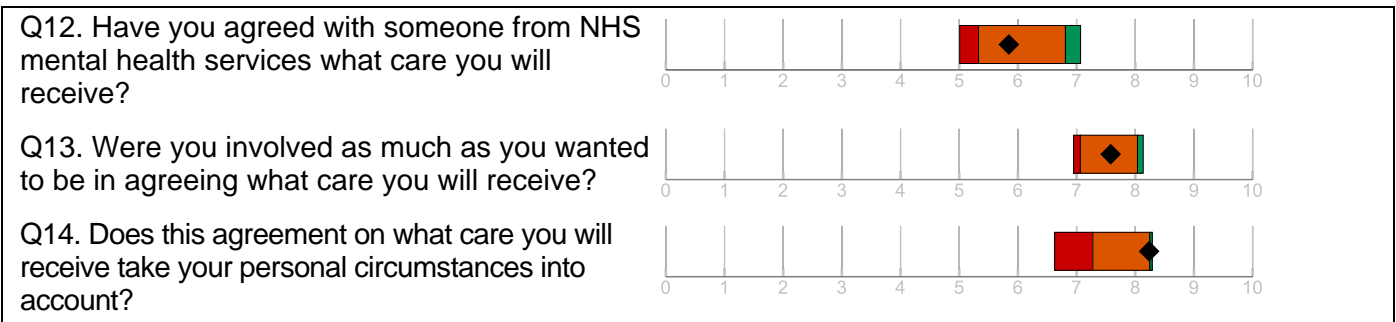 Q12. Have you agreed with someone from NHS
mental health services what care you will
receive?
0 1 2 3 4 5 6 7 8 9 10
Q13. Were you involved as much as you wanted
to be in agreeing what care you will receive?
0 1 2 3 4 5 6 7 8 9 10
Q14. Does this agreement on what care you will
receive take your personal circumstances into
account?
0 1 2 3 4 5 6 7 8 9 10